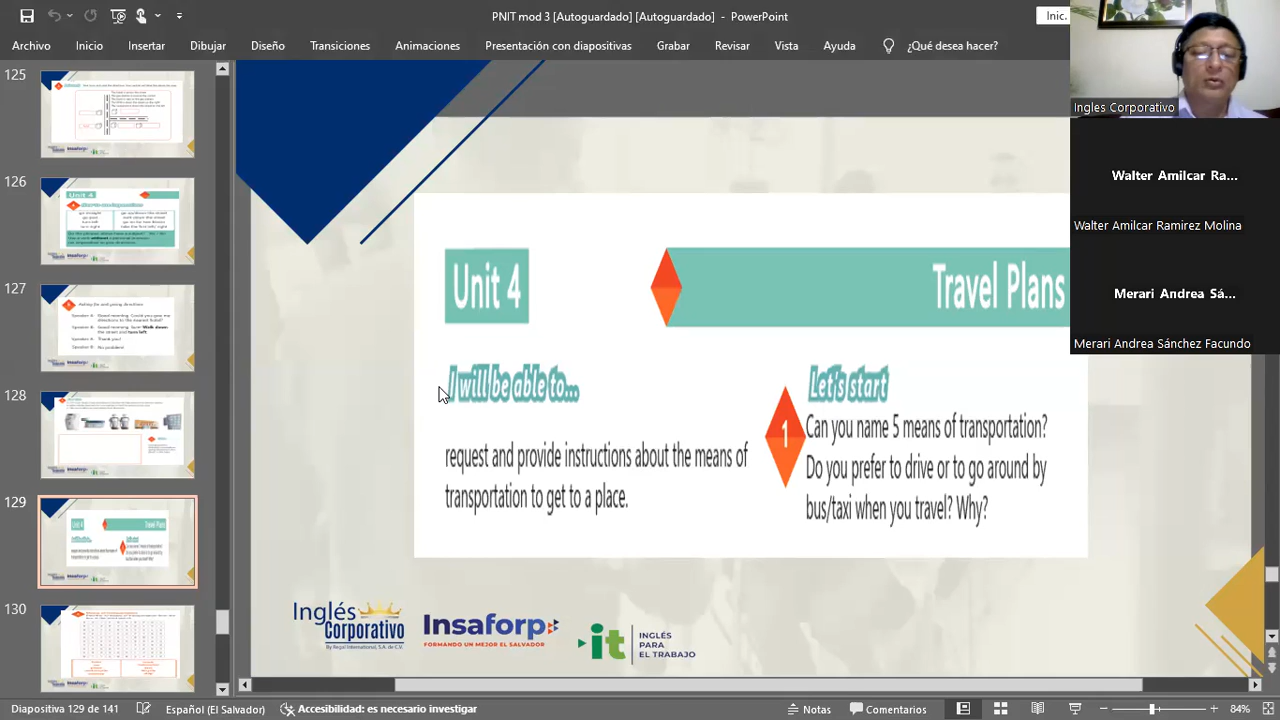 PNIT mod 3 [Autoguardado] [Autoguardado] - PowerPoint
Inic.
Archivo Inicio Insertar Dibujar Diseño Transiciones Animaciones Presentación con diapositivas Grabar Revisar Vista Ayuda ¿Qué desea hacer?
Ingles Corporativo
Walter Amilcar Ra...
Walter Amilcar Ramirez Molina
Merari Andrea Sá...
Merari Andrea Sánchez Facundo
125
126
Unit 4
127
128
129
130
Unit 4
Travel Plans
I will be able to...
request and provide instructions about the means of
transportation to get to a place.
Let's start
1
Can you name 5 means of transportation?
Do you prefer to drive or to go around by
bus/taxi when you travel? Why?
Inglés
Corporativo
By Regal International, S.A. de C.V.
Insaforp
FORMANDO UN MEJOR EL SALVADOR
it
INGLÉS
PARA
EL TRABAJO
Diapositiva 129 de 141 Español (El Salvador) Accesibilidad: es necesario investigar Notas Comentarios 84%